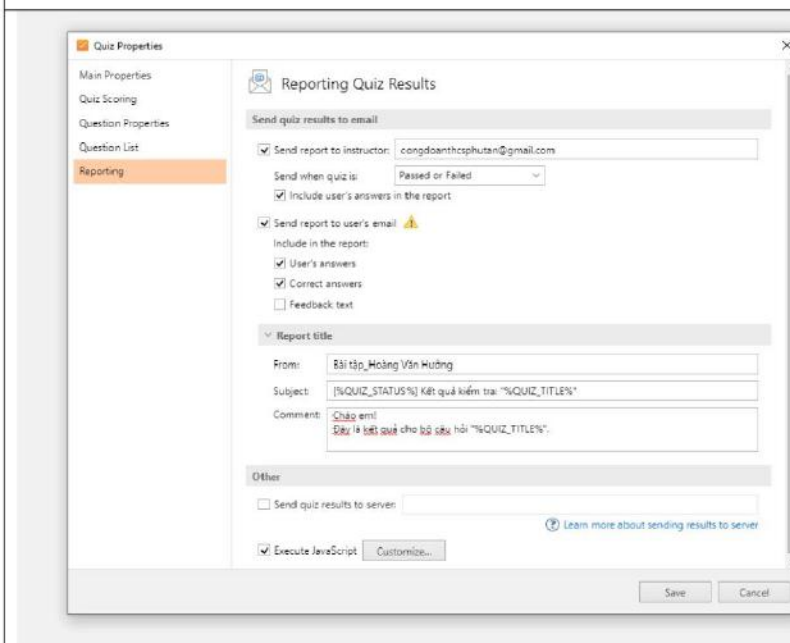 Quiz Properties
Main Properties
Quiz Scoring
Question Properties
Question List
Reporting
Reporting Quiz Results
Send quiz results to email
Send report to instructor: congdoanthcsphutan@gmail.com
Send when quiz is: Passed or Failed
Include user's answers in the report
Send report to user's email
Include in the report:
User's answers
Correct answers
Feedback text
Report title
From: Bài tập_Hoàng Văn Hưởng
Subject: [%QUIZ_STATUS%] Kết quả kiểm tra: "%QUIZ_TITLE%"
Comment: Chào em!
Đây là kết quả cho bộ câu hỏi "%QUIZ_TITLE%".
Other
Send quiz results to server:
Learn more about sending results to server
Execute JavaScript Customize...
Save Cancel